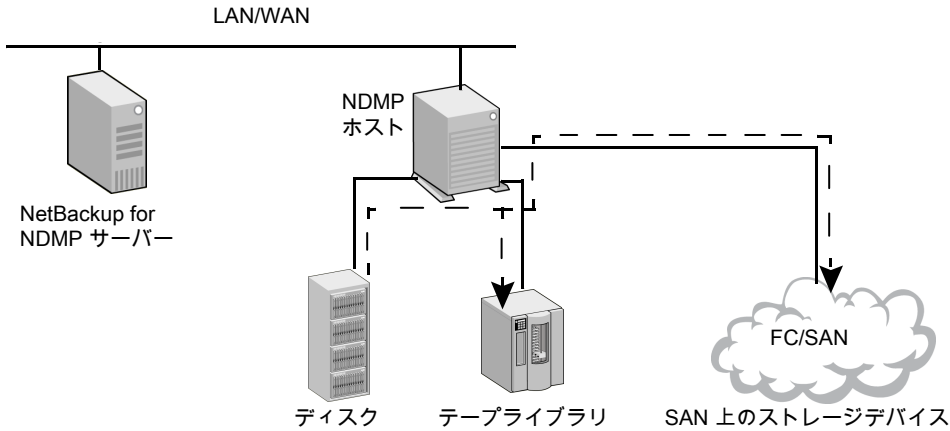 LAN/WAN
NDMP
ホスト
NetBackup for
NDMP サーバー
FC/SAN
ディスク
テープライブラリ
SAN 上のストレージデバイス